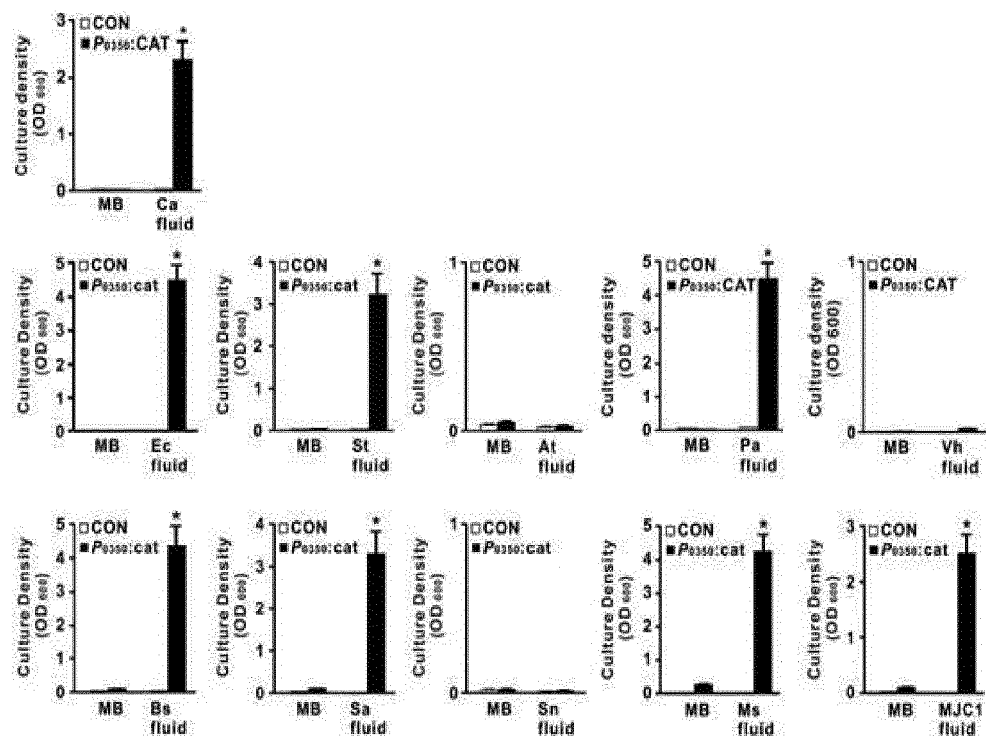 3
CON
P0350:CAT
*
2
1
0
Culture density
(OD 600)
MB Ca
fluid
5
4
3
2
1
0
CON
P0350:cat
*
Culture Density
(OD 600)
MB Ec
fluid
4
3
2
1
0
CON
P0350:cat
*
Culture Density
(OD 600)
MB St
fluid
1
0
CON
P0350:cat
Culture Density
(OD 600)
MB At
fluid
5
4
3
2
1
0
CON
P0350:CAT
*
Culture density
(OD 600)
MB Pa
fluid
1
0
CON
P0350:CAT
Culture density
(OD 600)
MB Vh
fluid
5
4
3
2
1
0
CON
P0350:cat
*
Culture Density
(OD 600)
MB Bs
fluid
4
3
2
1
0
CON
P0350:cat
*
Culture Density
(OD 600)
MB Sa
fluid
1
0
CON
P0350:cat
Culture Density
(OD 600)
MB Sn
fluid
5
4
3
2
1
0
CON
P0350:cat
*
Culture Density
(OD 600)
MB Ms
fluid
3
2
1
0
CON
P0350:cat
*
Culture Density
(OD 600)
MB MJC1
fluid